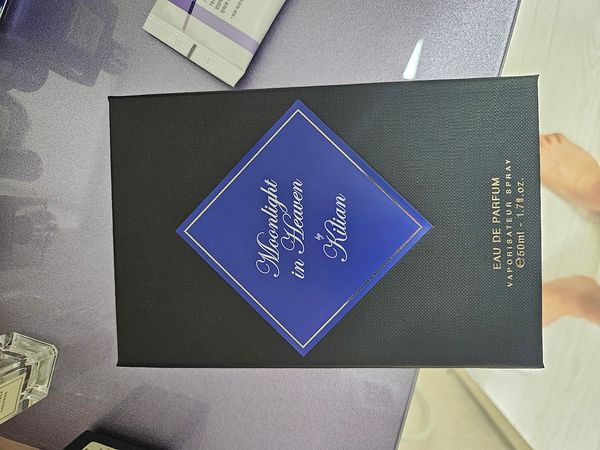 Moonlight
in Heaven
by
Kilian
EAU DE PARFUM
VAPORISATEUR SPRAY
℮50ml - 1.7fl.oz.